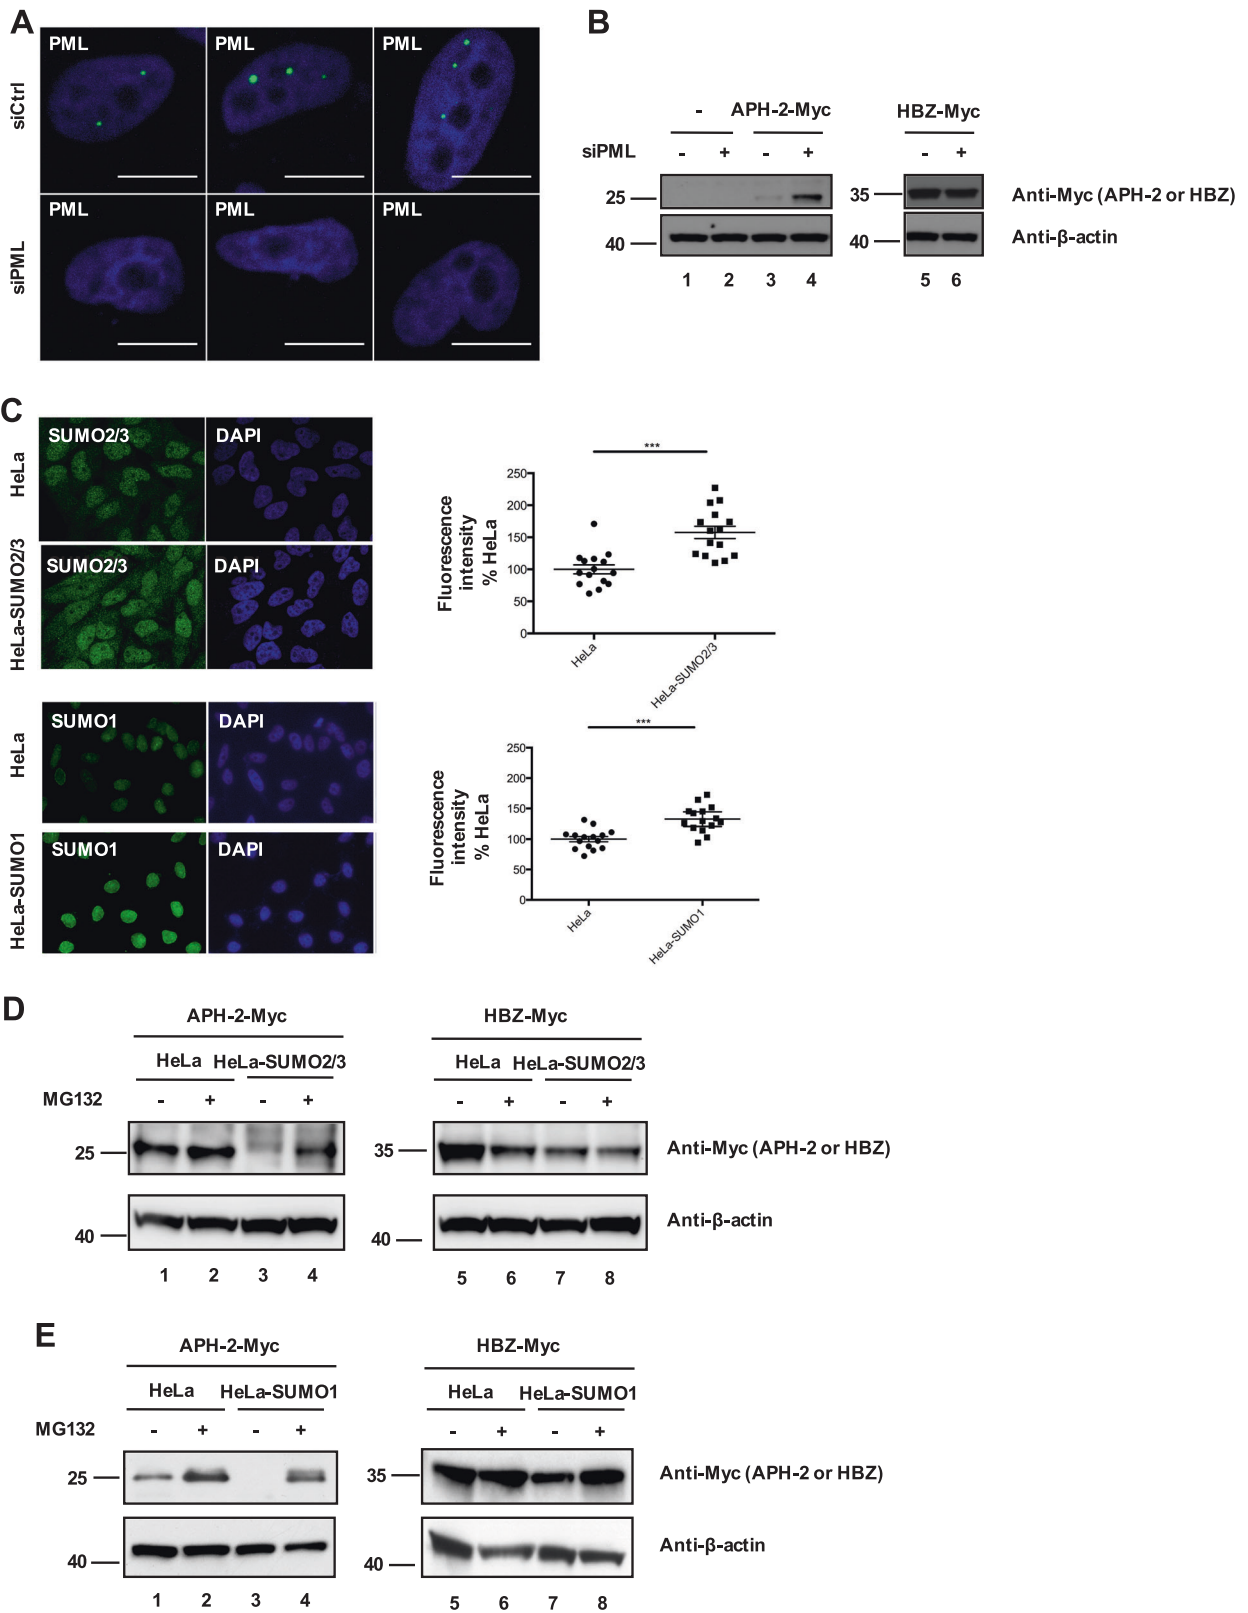 A
siCtrl
PML PML PML
siPML
PML PML PML
B
- APH-2-Myc HBZ-Myc
siPML - + - + - +
25 35 Anti-Myc (APH-2 or HBZ)
40 40 Anti-β-actin
1 2 3 4 5 6
C
HeLa
SUMO2/3 DAPI
HeLa-SUMO2/3
SUMO2/3 DAPI
***
Fluorescence
intensity
% HeLa
250
200
150
100
50
0
HeLa HeLa-SUMO2/3
HeLa
SUMO1 DAPI
HeLa-SUMO1
SUMO1 DAPI
***
Fluorescence
intensity
% HeLa
250
200
150
100
50
0
HeLa HeLa-SUMO1
D
APH-2-Myc HBZ-Myc
HeLa HeLa-SUMO2/3 HeLa HeLa-SUMO2/3
MG132 - + - + - + - +
25 35 Anti-Myc (APH-2 or HBZ)
40 40 Anti-β-actin
1 2 3 4 5 6 7 8
E
APH-2-Myc HBZ-Myc
HeLa HeLa-SUMO1 HeLa HeLa-SUMO1
MG132 - + - + - + - +
25 35 Anti-Myc (APH-2 or HBZ)
40 40 Anti-β-actin
1 2 3 4 5 6 7 8